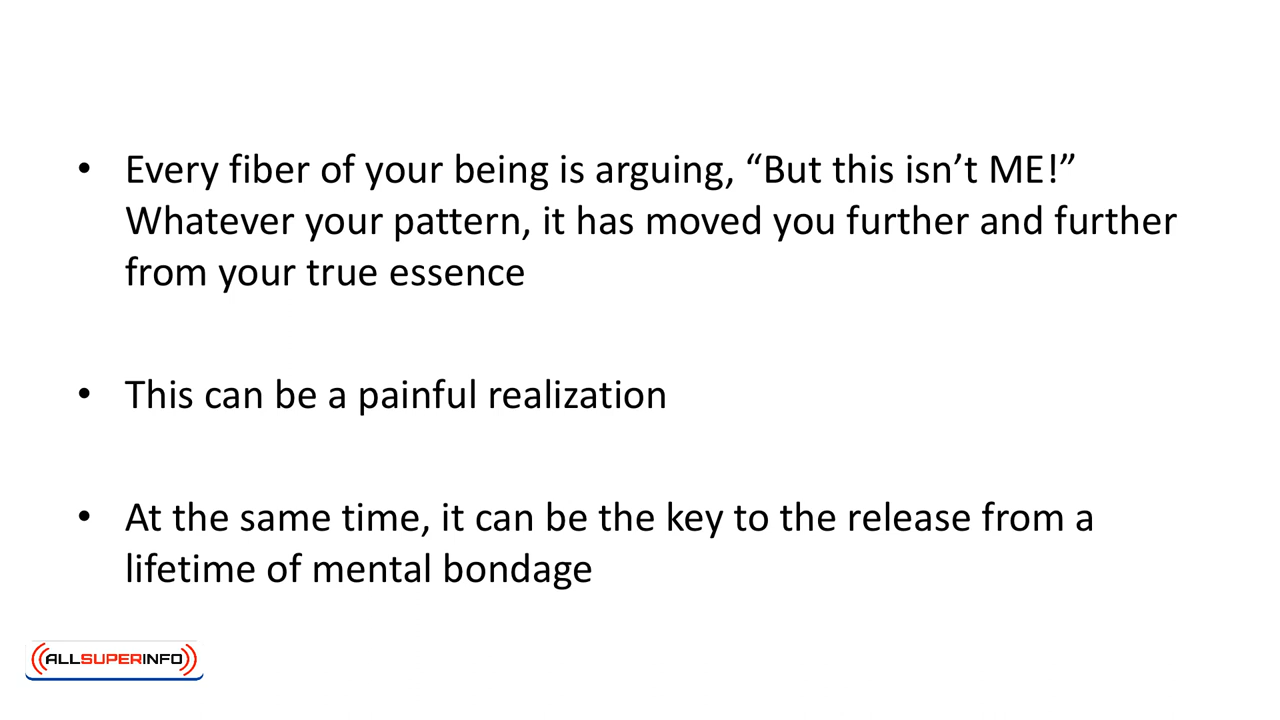 • Every fiber of your being is arguing, “But this isn’t ME!”
Whatever your pattern, it has moved you further and further
from your true essence
• This can be a painful realization
• At the same time, it can be the key to the release from a
lifetime of mental bondage
ALLSUPERINFO